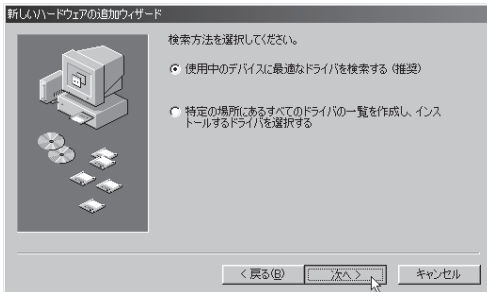 新しいハードウェアの追加ウィザード
検索方法を選択してください。
使用中のデバイスに最適なドライバを検索する (推奨)
特定の場所にあるすべてのドライバの一覧を作成し、インス
トールするドライバを選択する
< 戻る(B)
次へ >
キャンセル